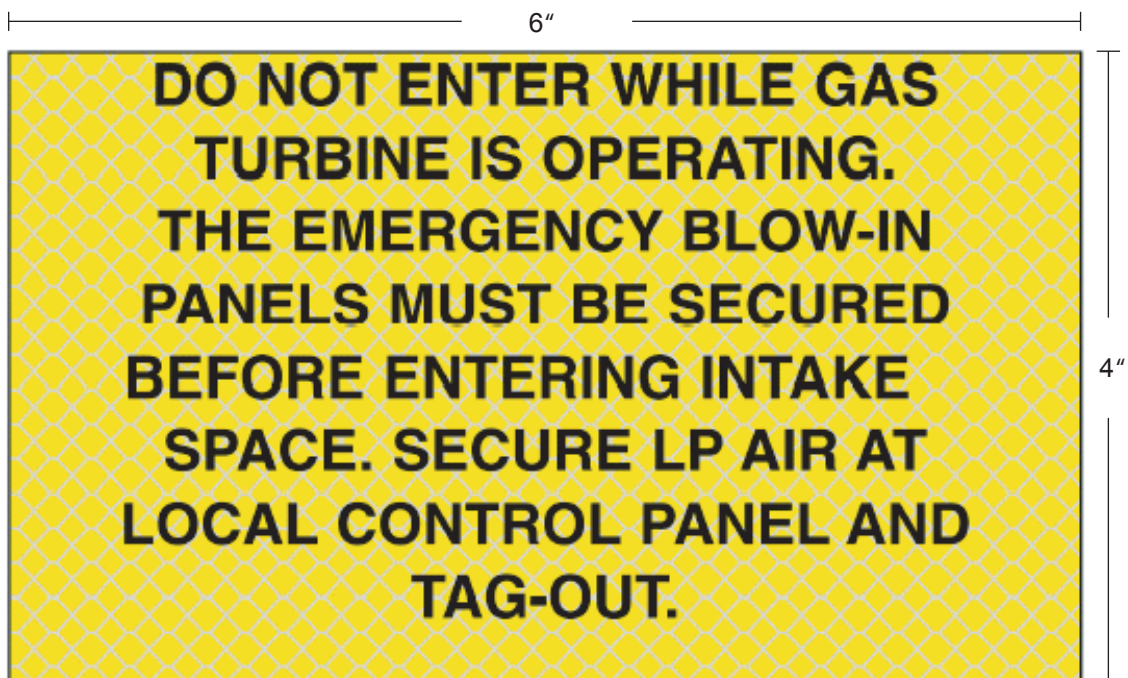 6“
DO NOT ENTER WHILE GAS
TURBINE IS OPERATING.
THE EMERGENCY BLOW-IN
PANELS MUST BE SECURED
BEFORE ENTERING INTAKE
SPACE. SECURE LP AIR AT
LOCAL CONTROL PANEL AND
TAG-OUT.
4“